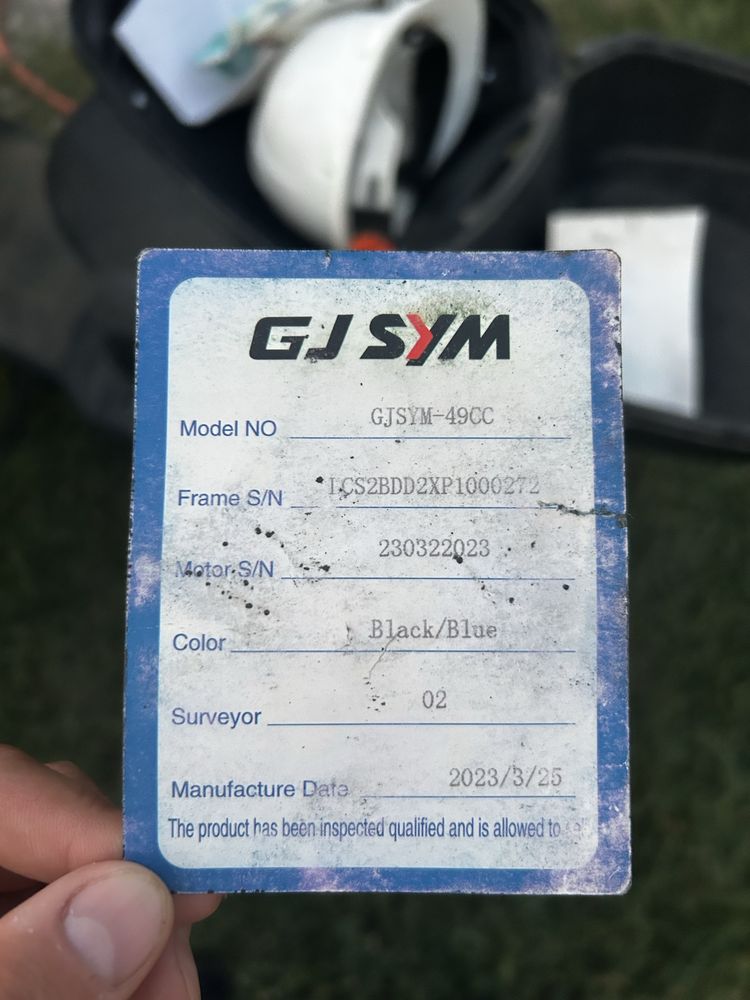 GJ SYM
Model NO GJSYM-49CC
Frame S/N LCS2BDD2XP1000272
Motor S/N 230322023
Color Black/Blue
Surveyor 02
Manufacture Date 2023/3/25
The product has been inspected qualified and is allowed to